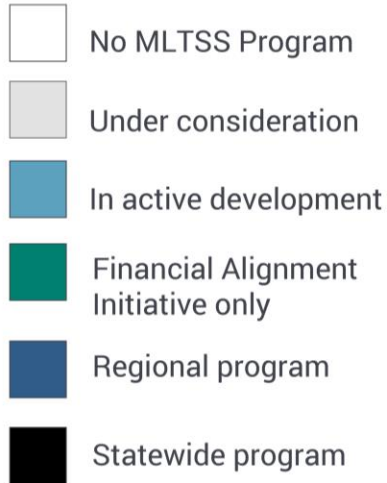 No MLTSS Program
Under consideration
In active development
Financial Alignment
Initiative only
Regional program
Statewide program